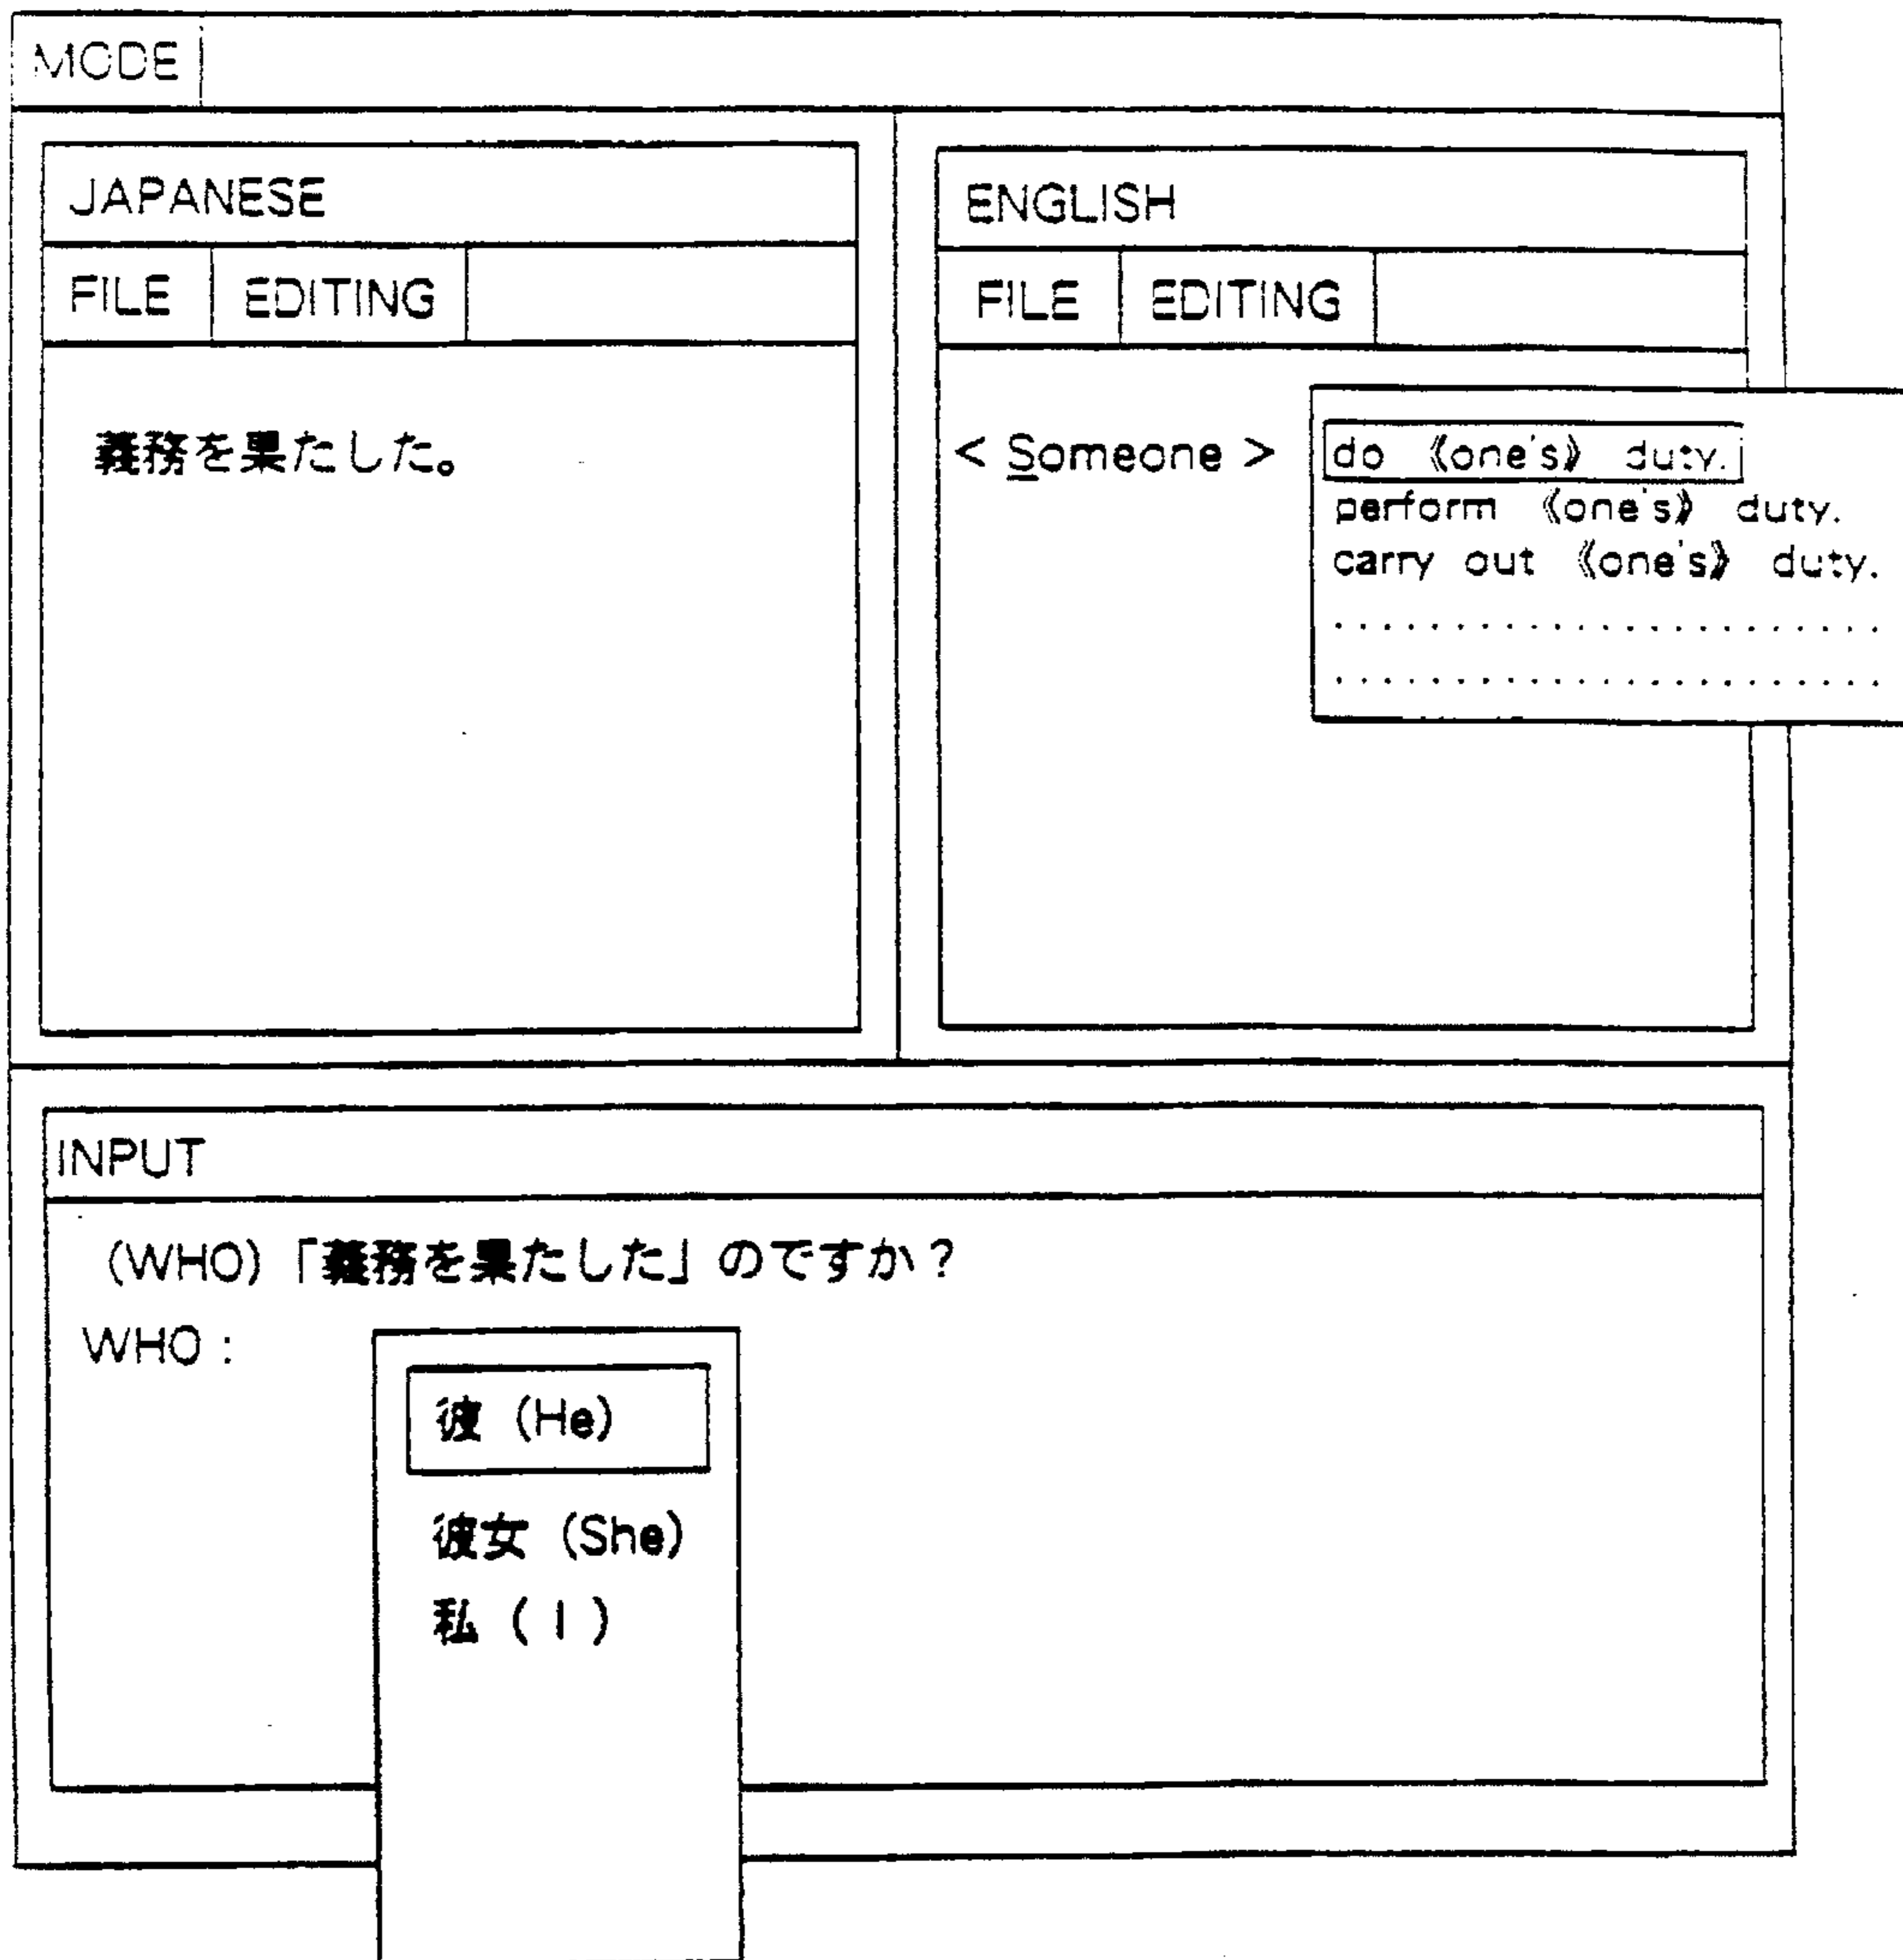 MODE
JAPANESE
FILE EDITING
義務を果たした。
ENGLISH
FILE EDITING
< Someone >
do 《one's》 duty.
perform 《one's》 duty.
carry out 《one's》 duty.
. . . . . . . . . . . . . . . . . . . . . . .
. . . . . . . . . . . . . . . . . . . . . . .
INPUT
(WHO)「義務を果たした」のですか？
WHO :
彼 (He)
彼女 (She)
私 ( I )